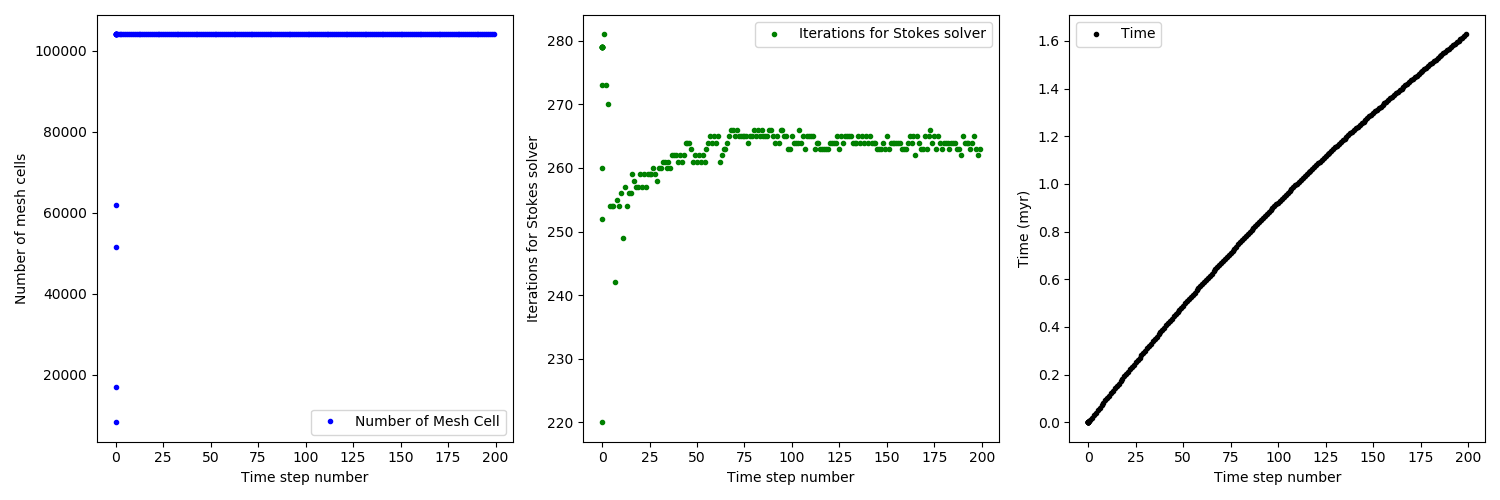 100000
80000
60000
40000
20000
Number of mesh cells
0 25 50 75 100 125 150 175 200
Time step number
Number of Mesh Cell
280
270
260
250
240
230
220
Iterations for Stokes solver
0 25 50 75 100 125 150 175 200
Time step number
Iterations for Stokes solver
1.6
1.4
1.2
1.0
0.8
0.6
0.4
0.2
0.0
Time (myr)
0 25 50 75 100 125 150 175 200
Time step number
Time